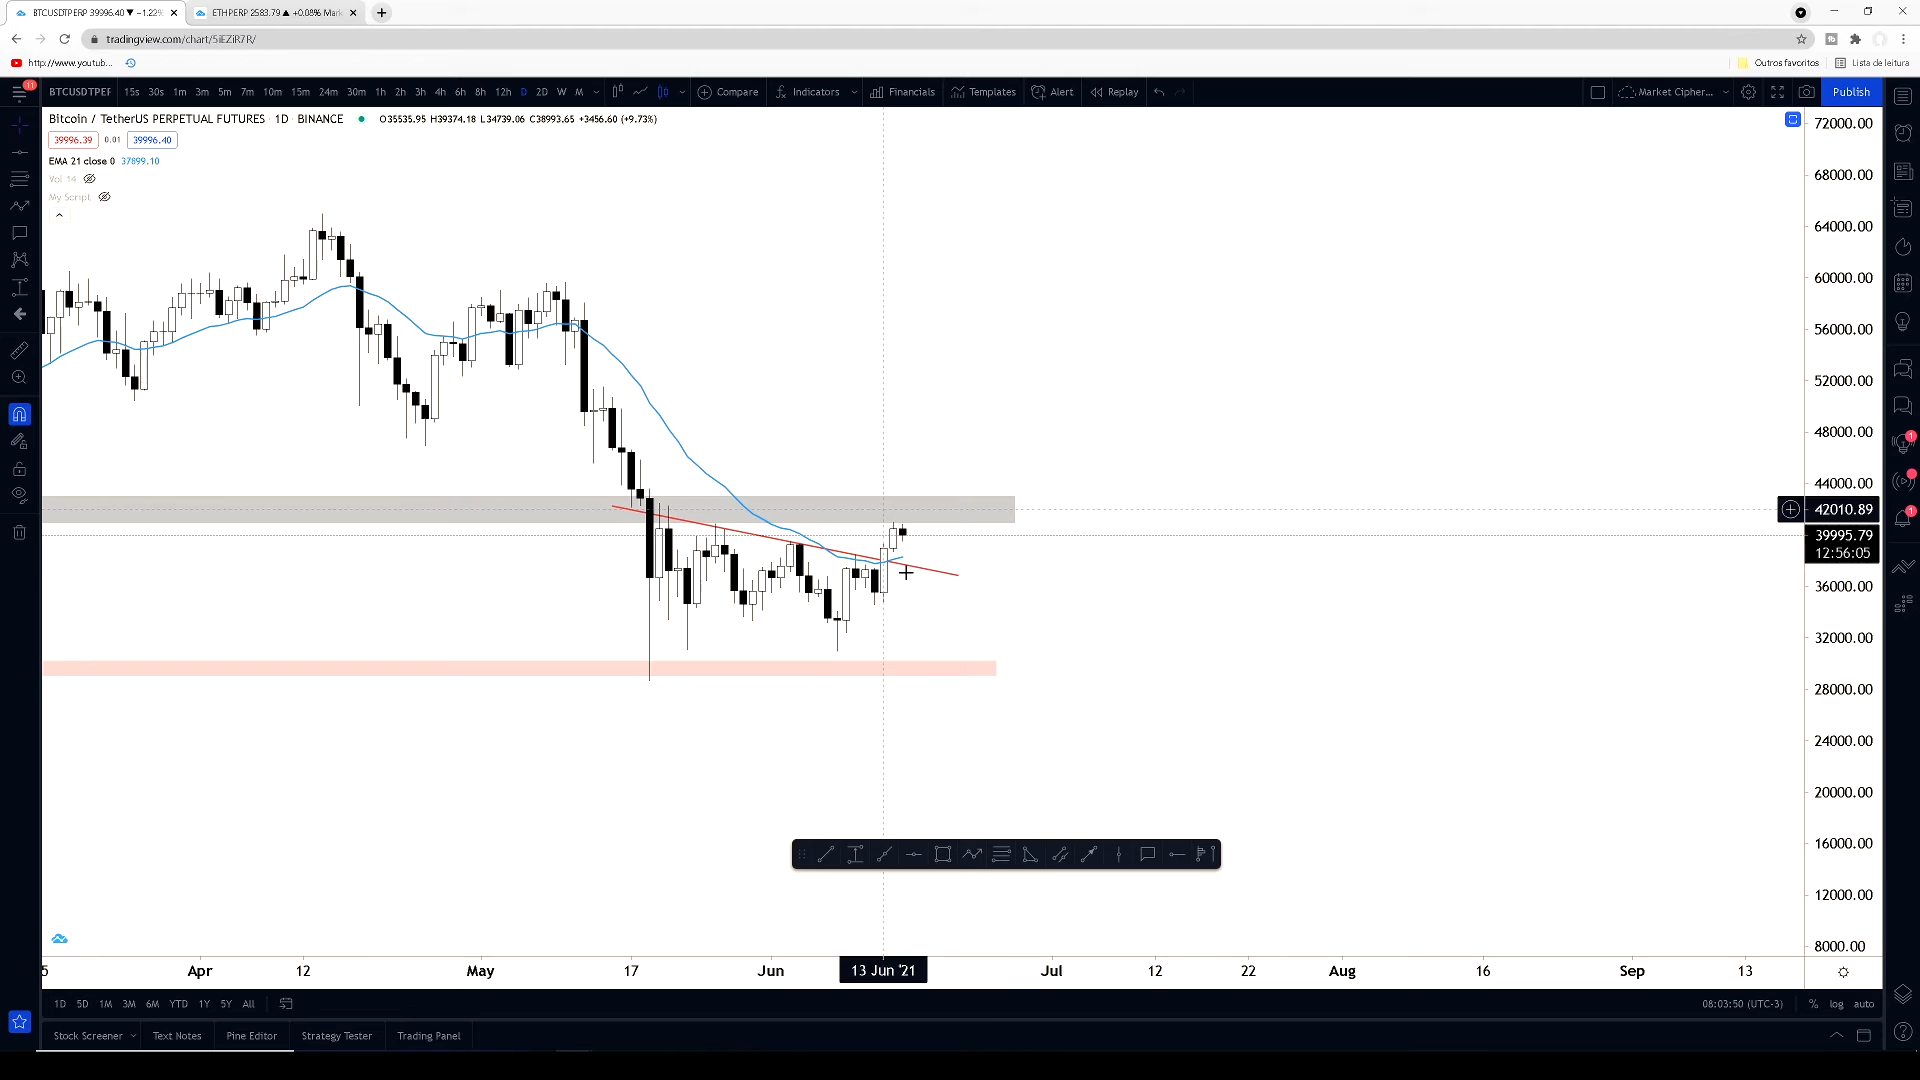 BTCUSDTPERP 39996.40 ▼ −1.22%
ETHPERP 2583.79 ▲ +0.08% Mark
tradingview.com/chart/5iEZiR7R/
http://www.youtub...
Outros favoritos
Lista de leitura
11
BTCUSDTPEF 15s 30s 1m 3m 5m 7m 10m 15m 24m 30m 1h 2h 3h 4h 6h 8h 12h D 2D W M
Compare
Indicators
Financials
Templates
Alert
Replay
Market Cipher...
Publish
Bitcoin / TetherUS PERPETUAL FUTURES · 1D · BINANCE
O35535.95 H39374.18 L34739.06 C38993.65 +3456.60 (+9.73%)
39996.39 0.01 39996.40
EMA 21 close 0 37899.10
Vol 14
My Script
72000.00
68000.00
64000.00
60000.00
56000.00
52000.00
48000.00
44000.00
42010.89
39995.79
12:56:05
36000.00
32000.00
28000.00
24000.00
20000.00
16000.00
12000.00
8000.00
1
1
5 Apr 12 May 17 Jun 13 Jun '21 Jul 12 22 Aug 16 Sep 13
1D 5D 1M 3M 6M YTD 1Y 5Y All
08:03:50 (UTC-3) % log auto
Stock Screener Text Notes Pine Editor Strategy Tester Trading Panel